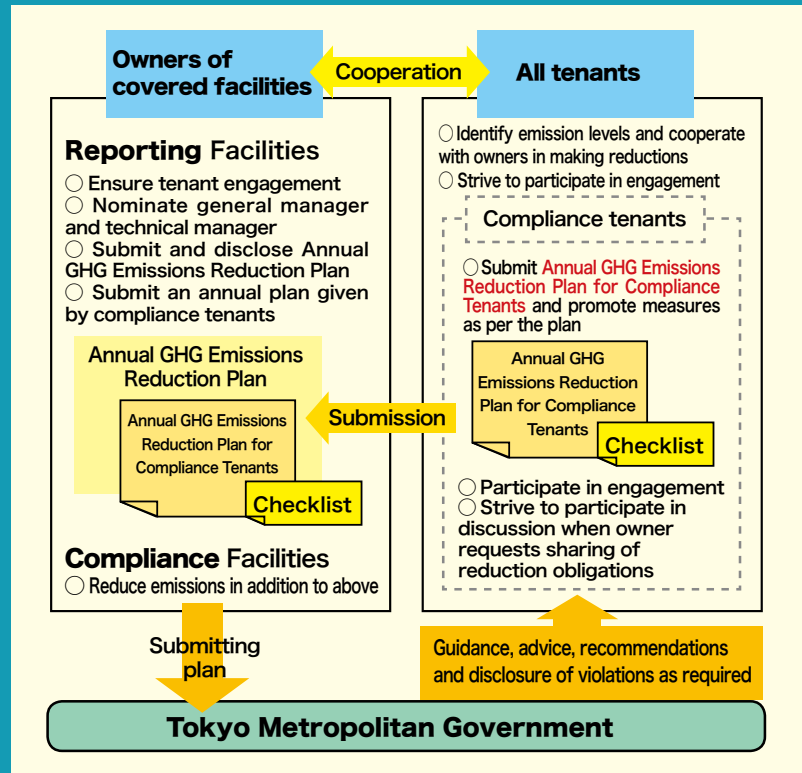 Owners of
covered facilities
Cooperation
All tenants
Reporting Facilities
○ Ensure tenant engagement
○ Nominate general manager
and technical manager
○ Submit and disclose Annual
GHG Emissions Reduction Plan
○ Submit an annual plan given
by compliance tenants
Annual GHG Emissions
Reduction Plan
Annual GHG Emissions
Reduction Plan for
Compliance Tenants
Checklist
Compliance Facilities
○ Reduce emissions in addition to above
Submission
○ Identify emission levels and cooperate
with owners in making reductions
○ Strive to participate in engagement
Compliance tenants
○ Submit Annual GHG Emissions
Reduction Plan for Compliance
Tenants and promote measures
as per the plan
Annual GHG
Emissions Reduction
Plan for Compliance
Tenants
Checklist
○ Participate in engagement
○ Strive to participate in
discussion when owner
requests sharing of
reduction obligations
Submitting
plan
Guidance, advice, recommendations
and disclosure of violations as required
Tokyo Metropolitan Government